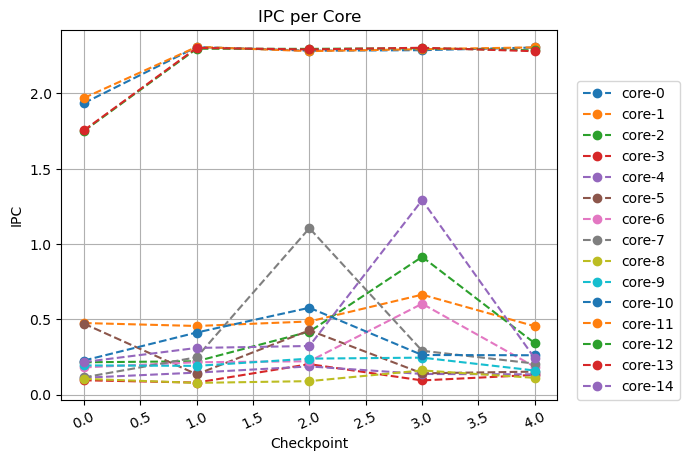 IPC per Core
IPC
2.0
1.5
1.0
0.5
0.0
0.0 0.5 1.0 1.5 2.0 2.5 3.0 3.5 4.0
Checkpoint
core-0
core-1
core-2
core-3
core-4
core-5
core-6
core-7
core-8
core-9
core-10
core-11
core-12
core-13
core-14